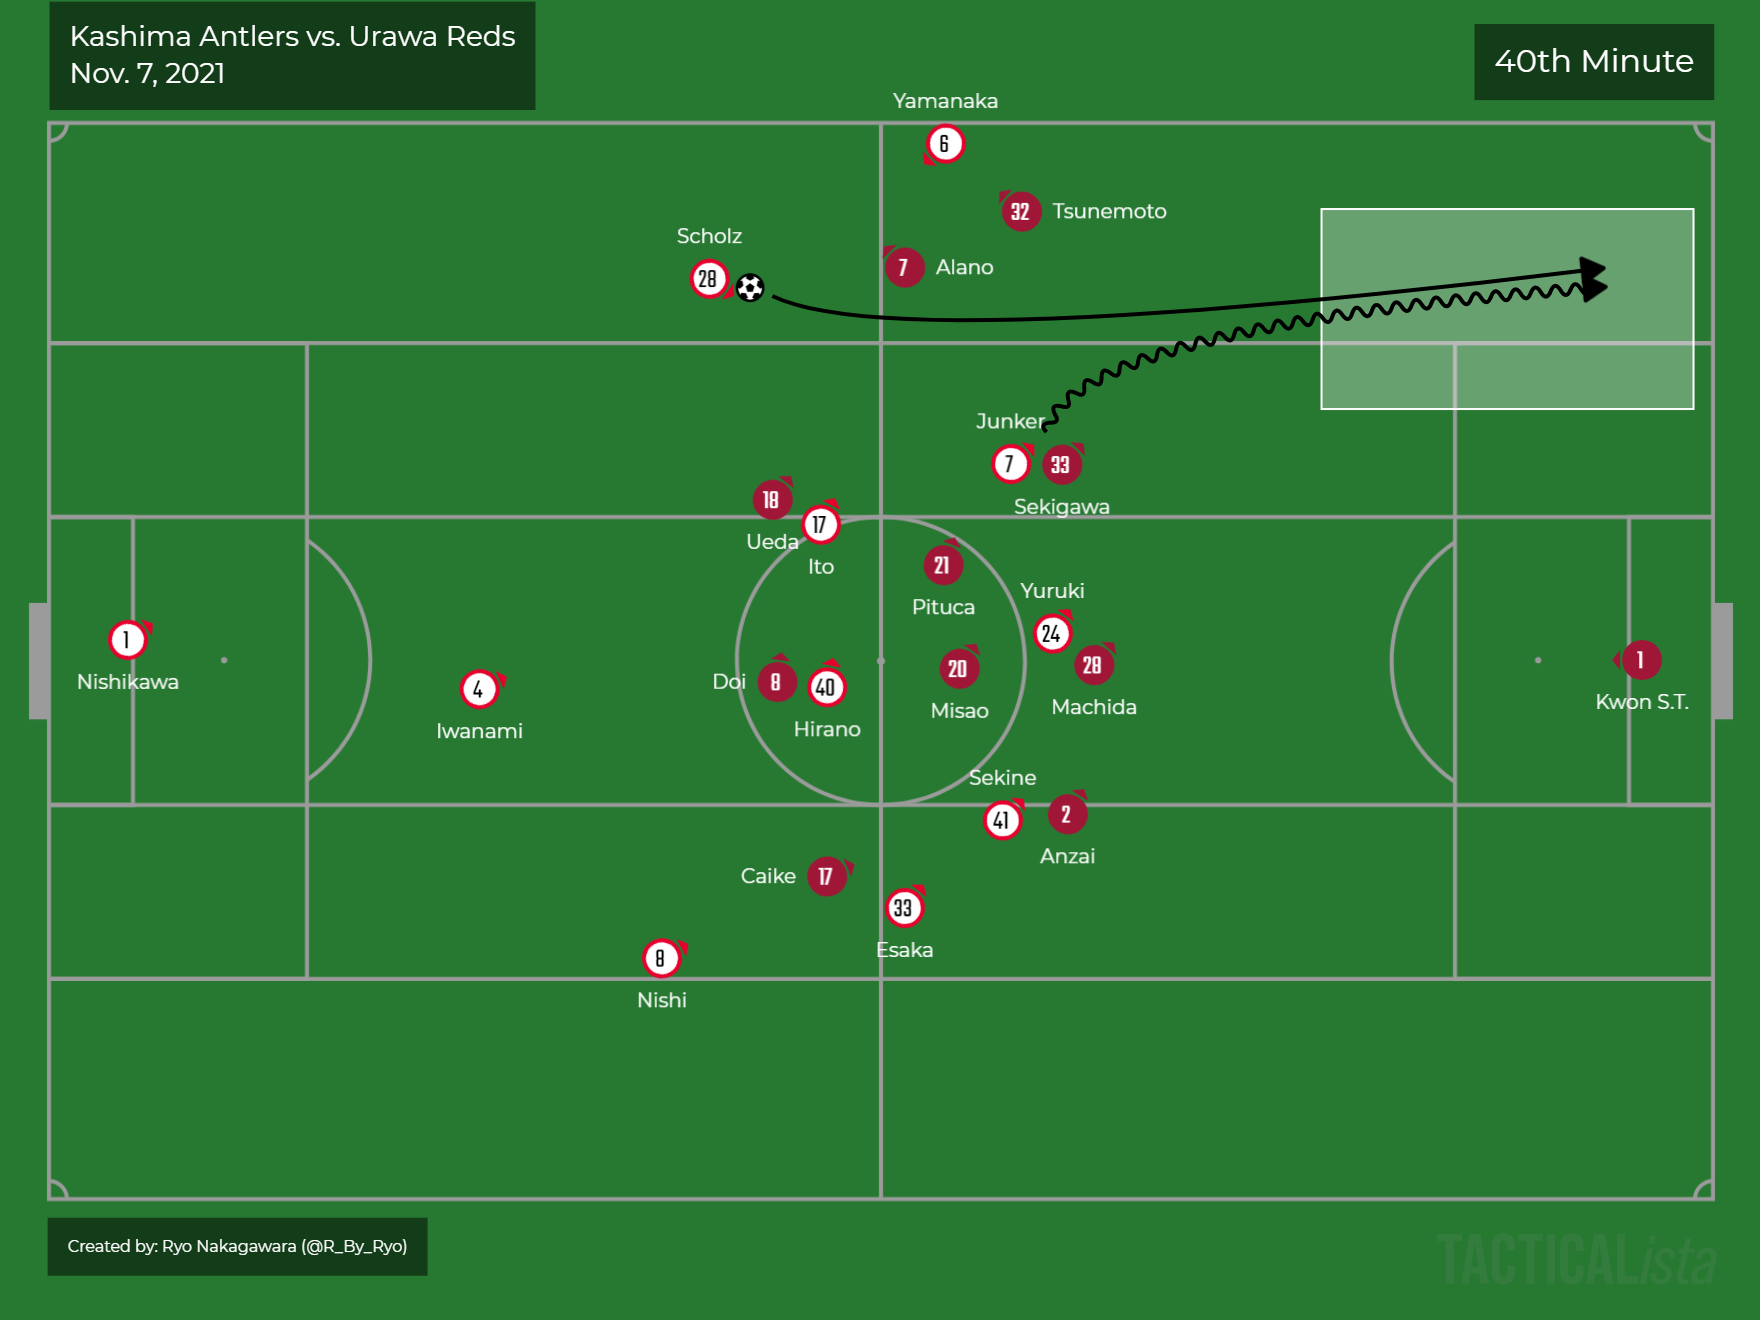 Kashima Antlers vs. Urawa Reds
Nov. 7, 2021
40th Minute
Yamanaka
6
32 Tsunemoto
Scholz
28
7 Alano
Junker
7 33
Sekigawa
18
17
Ueda
Ito
21
Pituca
Yuruki
24
1
Nishikawa
4
Iwanami
Doi 8 40
Hirano
20
Misao
28
Machida
1
Kwon S.T.
Sekine
41 2
Anzai
Caike 17
33
Esaka
8
Nishi
Created by: Ryo Nakagawara (@R_By_Ryo)
TACTICALista